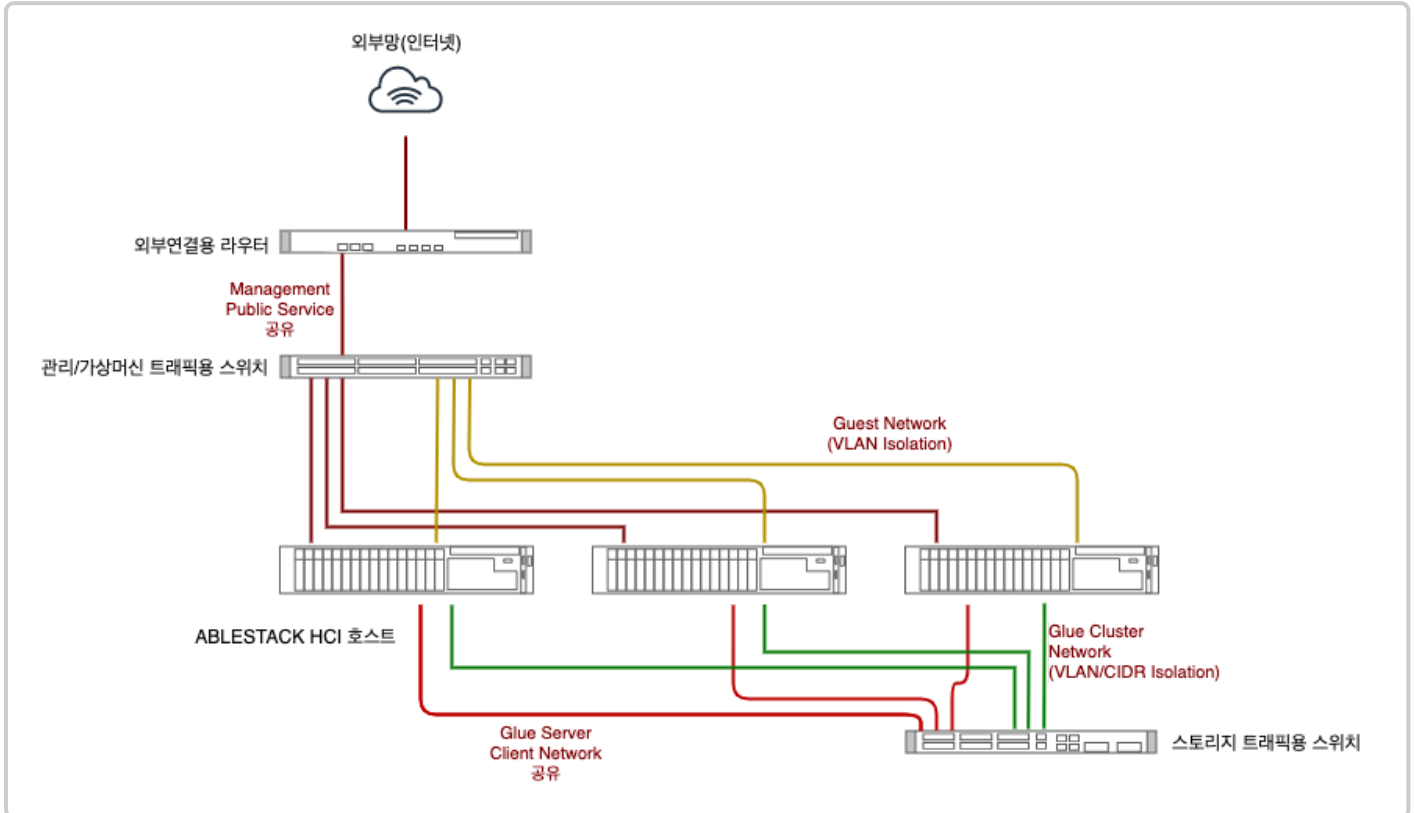 외부망(인터넷)
외부연결용 라우터
Management
Public Service
공유
관리/가상머신 트래픽용 스위치
Guest Network
(VLAN Isolation)
ABLESTACK HCI 호스트
Glue Cluster
Network
(VLAN/CIDR Isolation)
Glue Server
Client Network
공유
스토리지 트래픽용 스위치